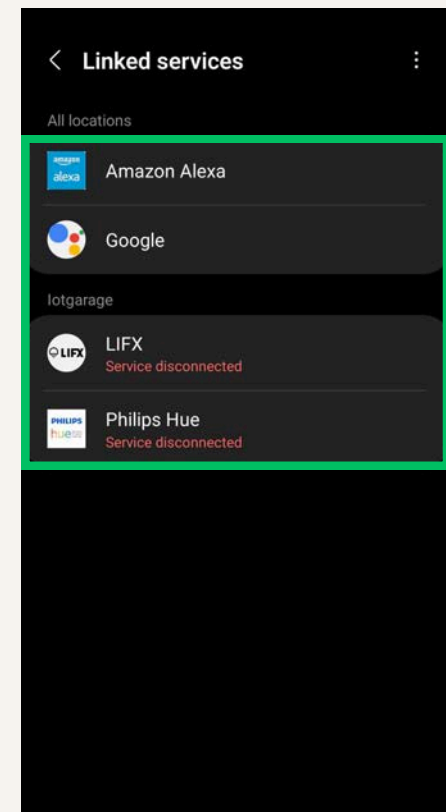 Linked services
All locations
amazon
alexa
Amazon Alexa
Google
Iotgarage
LIFX
LIFX
Service disconnected
PHILIPS
hue
Philips Hue
Service disconnected